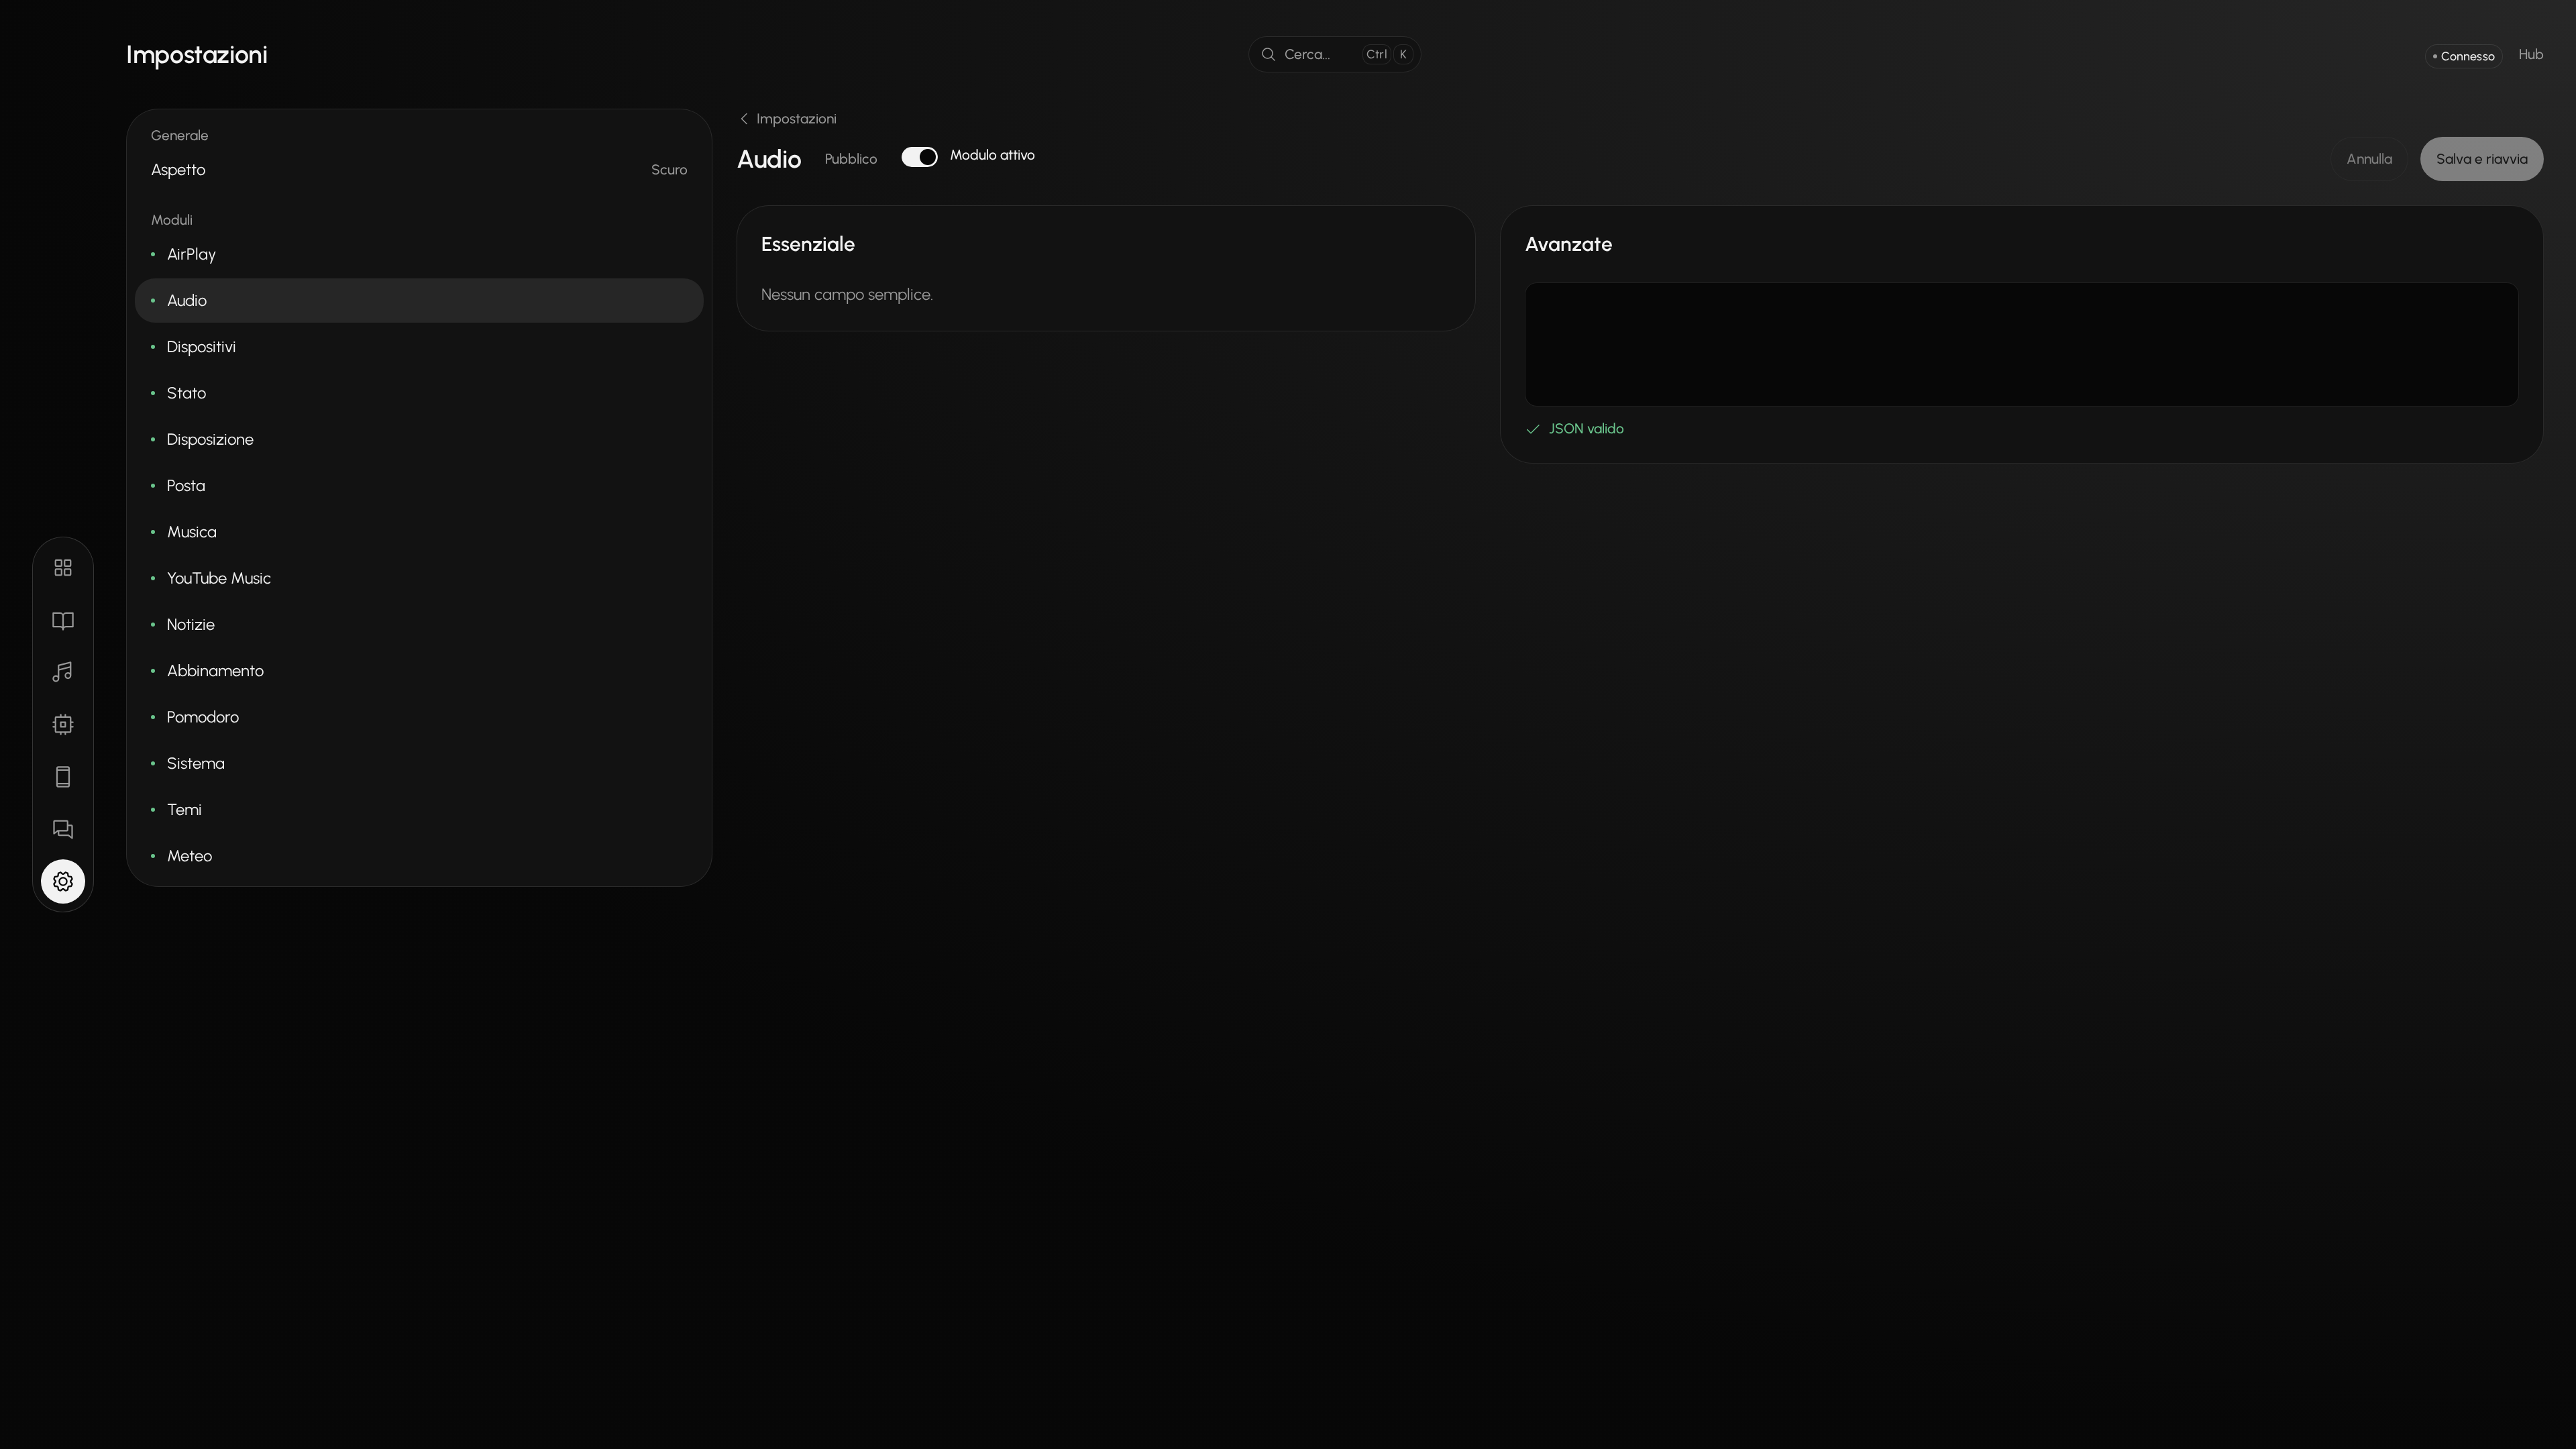 Impostazioni
Cerca...
Ctrl K
Connesso
Hub
Generale
Aspetto
Scuro
Moduli
AirPlay
Audio
Dispositivi
Stato
Disposizione
Posta
Musica
YouTube Music
Notizie
Abbinamento
Pomodoro
Sistema
Temi
Meteo
Impostazioni
Audio
Pubblico
Modulo attivo
Annulla
Salva e riavvia
Essenziale
Nessun campo semplice.
Avanzate
JSON valido